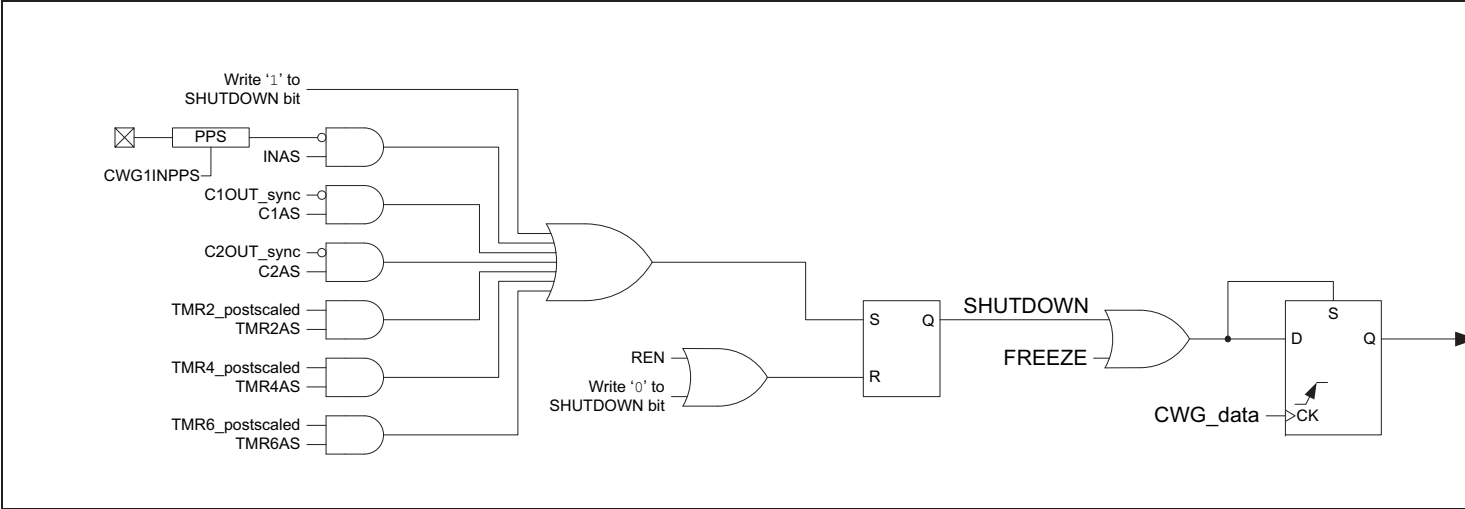 Write ‘1’ to
SHUTDOWN bit
PPS
INAS
CWG1INPPS
C1OUT_sync
C1AS
C2OUT_sync
C2AS
TMR2_postscaled
TMR2AS
TMR4_postscaled
TMR4AS
TMR6_postscaled
TMR6AS
REN
Write ‘0’ to
SHUTDOWN bit
S
Q
R
SHUTDOWN
FREEZE
S
D
Q
CWG_data
CK